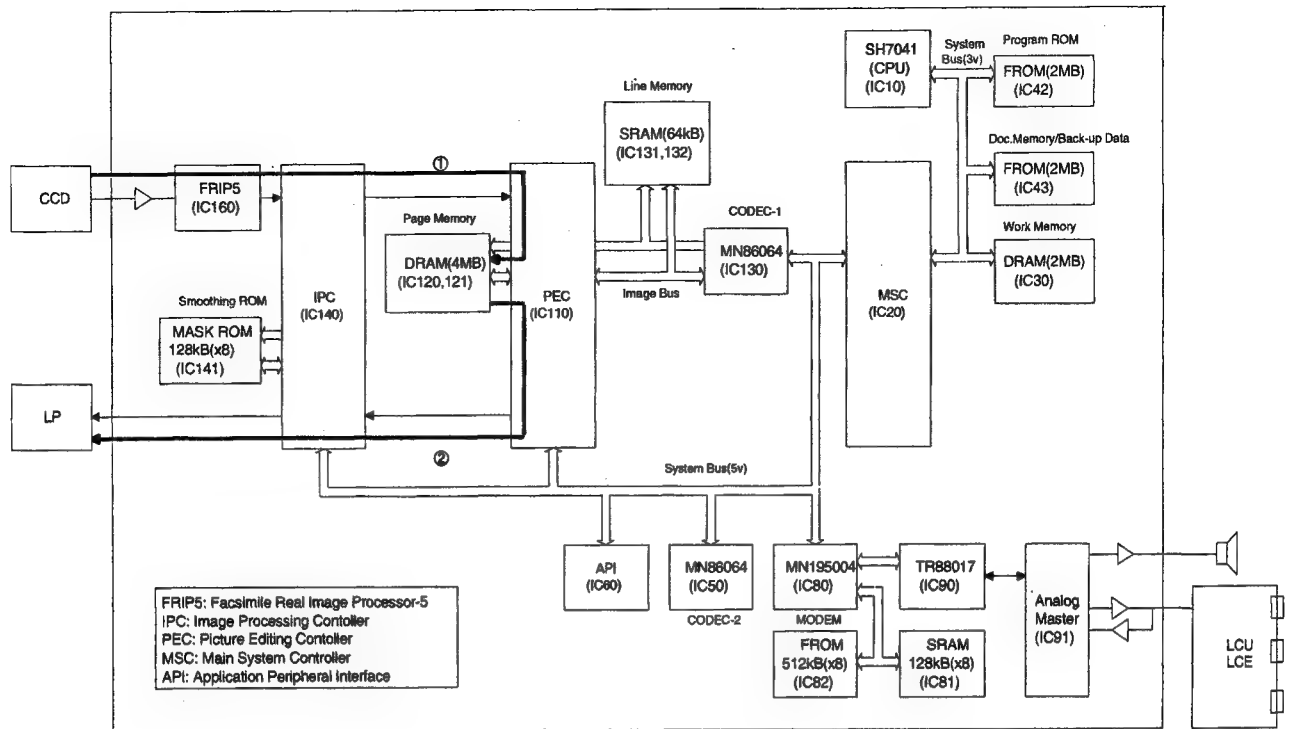 SH7041
(CPU)
(IC10)
System
Bus(3v)
Program ROM
FROM(2MB)
(IC42)
Line Memory
SRAM(64kB)
(IC131,132)
Doc.Memory/Back-up Data
FROM(2MB)
(IC43)
CCD
FRIP5
(IC160)
①
Page Memory
DRAM(4MB)
(IC120,121)
CODEC-1
MN86064
(IC130)
Work Memory
DRAM(2MB)
(IC30)
IPC
(IC140)
PEC
(IC110)
Image Bus
MSC
(IC20)
Smoothing ROM
MASK ROM
128kB(x8)
(IC141)
LP
②
System Bus(5v)
API
(IC60)
MN86064
(IC50)
CODEC-2
MN195004
(IC80)
MODEM
TR88017
(IC90)
Analog
Master
(IC91)
FROM
512kB(x8)
(IC82)
SRAM
128kB(x8)
(IC81)
LCU
LCE
FRIP5: Facsimile Real Image Processor-5
IPC: Image Processing Contoller
PEC: Picture Editing Contoller
MSC: Main System Controller
API: Application Peripheral Interface